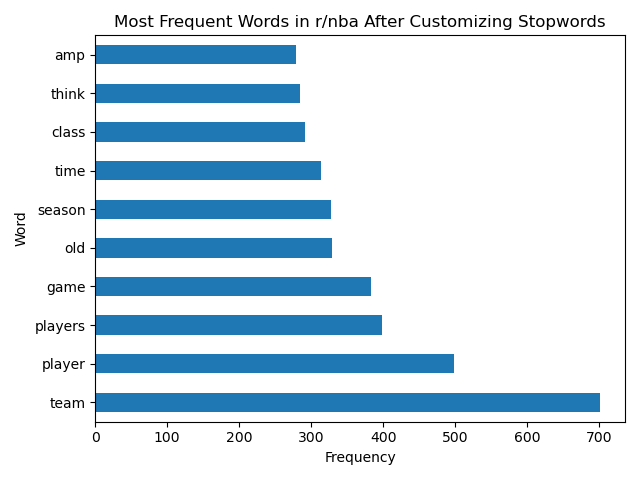 Most Frequent Words in r/nba After Customizing Stopwords
amp
think
class
time
season
old
game
players
player
team
Word
0 100 200 300 400 500 600 700
Frequency